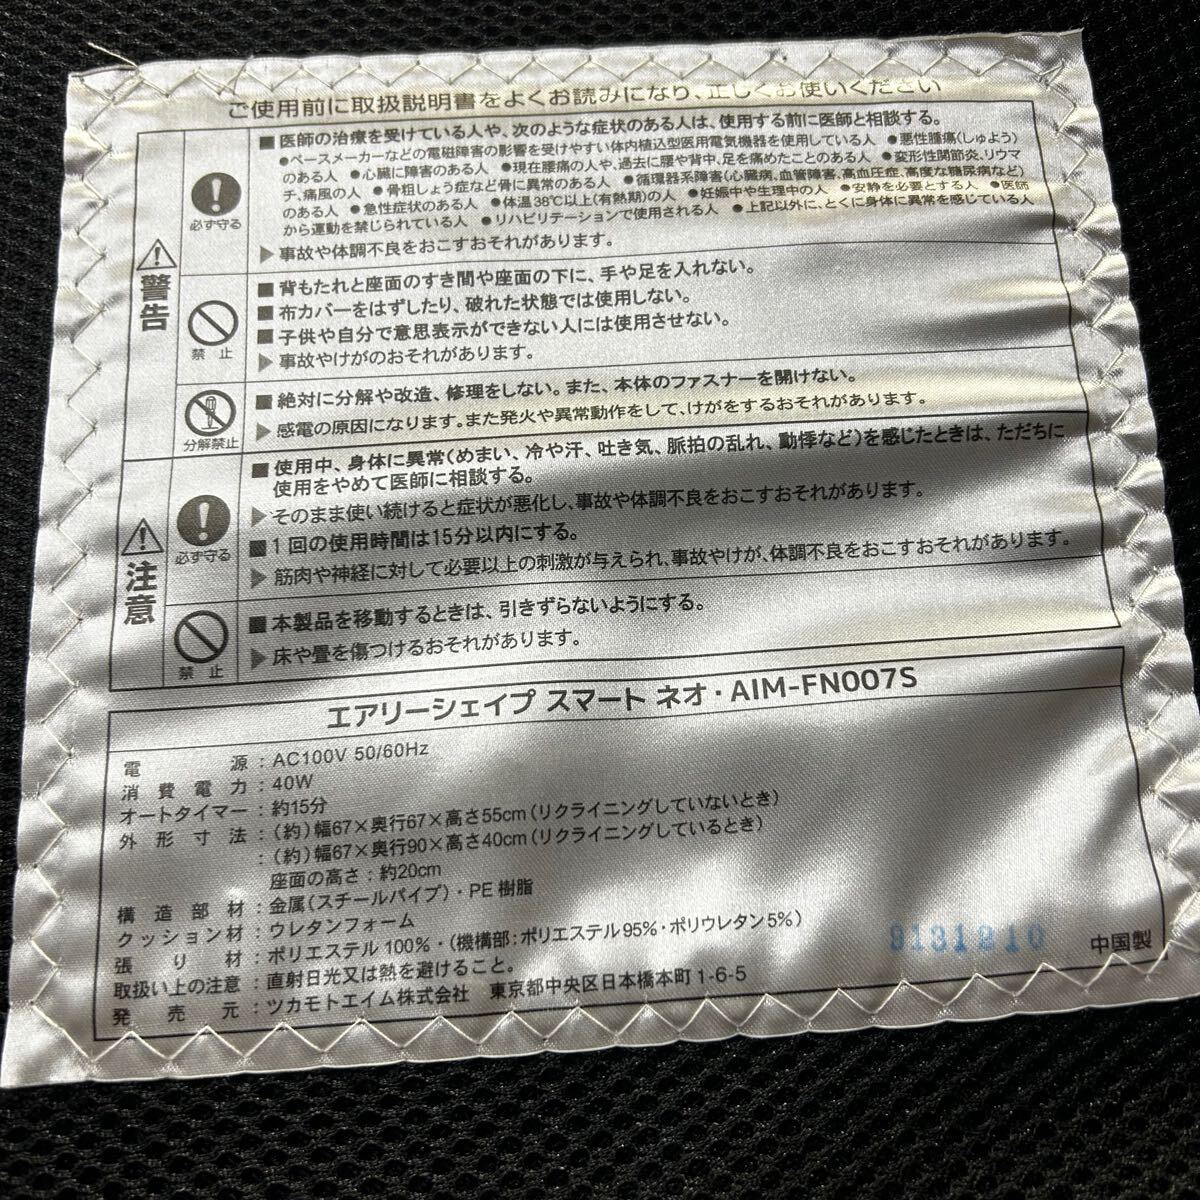 ご使用前に取扱説明書をよくお読みになり、正しくお使いください
警告
必ず守る
■医師の治療を受けている人や、次のような症状のある人は、使用する前に医師と相談する。
●ペースメーカーなどの電磁障害の影響を受けやすい体内植込型医用電気機器を使用している人 ●悪性腫瘍(しゅよう)
のある人 ●心臓に障害のある人 ●現在腰痛の人や、過去に腰や背中、足を痛めたことのある人 ●変形性関節炎、リウマ
チ、痛風の人 ●骨粗しょう症など骨に異常のある人 ●循環器系障害(心臓病、血管障害、高血圧症、高度な糖尿病など)
のある人 ●急性症状のある人 ●体温38℃以上(有熱期)の人 ●妊娠中や生理中の人 ●安静を必要とする人 ●医師
から運動を禁じられている人 ●リハビリテーションで使用される人 ●上記以外に、とくに身体に異常を感じている人
▶事故や体調不良をおこすおそれがあります。
禁止
■背もたれと座面のすき間や座面の下に、手や足を入れない。
■布カバーをはずしたり、破れた状態では使用しない。
■子供や自分で意思表示ができない人には使用させない。
▶事故やけがのおそれがあります。
分解禁止
■絶対に分解や改造、修理をしない。また、本体のファスナーを開けない。
▶感電の原因になります。また発火や異常動作をして、けがをするおそれがあります。
注意
必ず守る
■使用中、身体に異常(めまい、冷や汗、吐き気、脈拍の乱れ、動悸など)を感じたときは、ただちに
使用をやめて医師に相談する。
▶そのまま使い続けると症状が悪化し、事故や体調不良をおこすおそれがあります。
■1回の使用時間は15分以内にする。
▶筋肉や神経に対して必要以上の刺激が与えられ、事故やけが、体調不良をおこすおそれがあります。
禁止
■本製品を移動するときは、引きずらないようにする。
▶床や畳を傷つけるおそれがあります。
エアリーシェイプ スマート ネオ・AIM-FN007S
電源：AC100V 50/60Hz
消費電力：40W
オートタイマー：約15分
外形寸法：(約)幅67×奥行67×高さ55cm(リクライニングしていないとき)
：(約)幅67×奥行90×高さ40cm(リクライニングしているとき)
座面の高さ：約20cm
構造部材：金属(スチールパイプ)・PE樹脂
クッション材：ウレタンフォーム
張り材：ポリエステル100%・(機構部：ポリエステル95%・ポリウレタン5%)
取扱い上の注意：直射日光又は熱を避けること。
発売元：ツカモトエイム株式会社 東京都中央区日本橋本町1-6-5
9131210
中国製